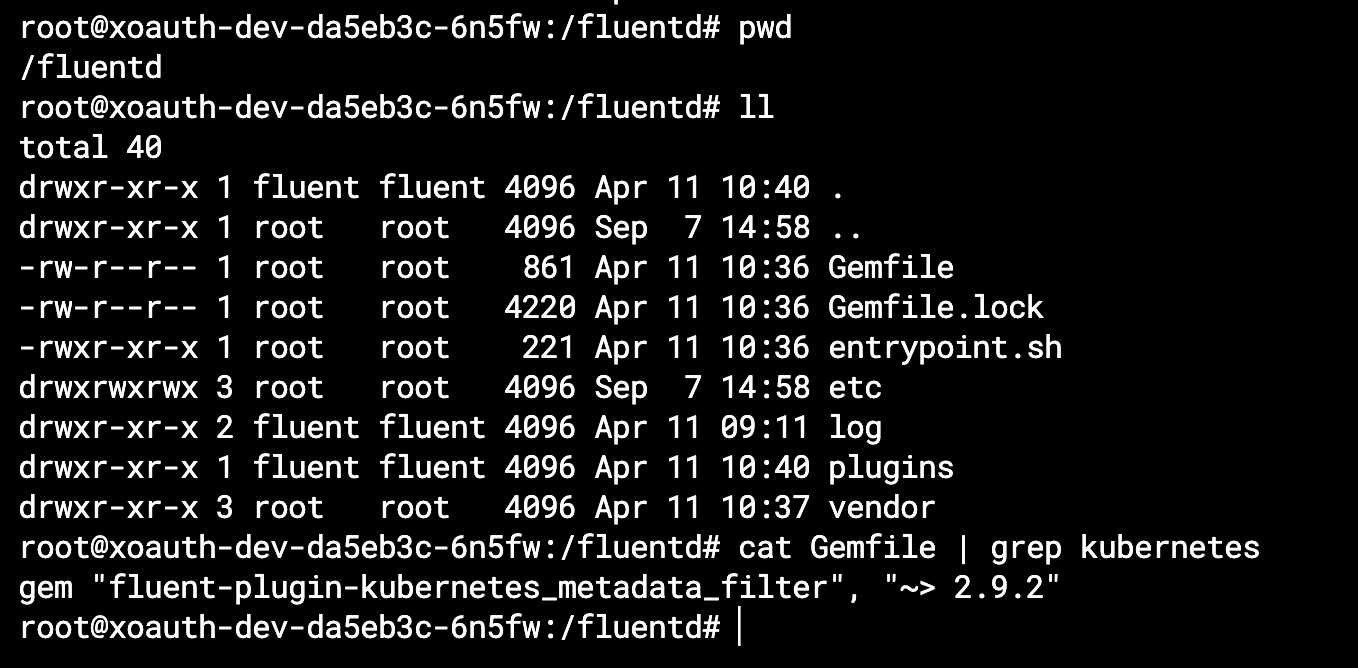 root@xoauth-dev-da5eb3c-6n5fw:/fluentd# pwd
/fluentd
root@xoauth-dev-da5eb3c-6n5fw:/fluentd# ll
total 40
drwxr-xr-x 1 fluent fluent 4096 Apr 11 10:40 .
drwxr-xr-x 1 root   root   4096 Sep  7 14:58 ..
-rw-r--r-- 1 root   root    861 Apr 11 10:36 Gemfile
-rw-r--r-- 1 root   root   4220 Apr 11 10:36 Gemfile.lock
-rwxr-xr-x 1 root   root    221 Apr 11 10:36 entrypoint.sh
drwxrwxrwx 3 root   root   4096 Sep  7 14:58 etc
drwxr-xr-x 2 fluent fluent 4096 Apr 11 09:11 log
drwxr-xr-x 1 fluent fluent 4096 Apr 11 10:40 plugins
drwxr-xr-x 3 root   root   4096 Apr 11 10:37 vendor
root@xoauth-dev-da5eb3c-6n5fw:/fluentd# cat Gemfile | grep kubernetes
gem "fluent-plugin-kubernetes_metadata_filter", "~> 2.9.2"
root@xoauth-dev-da5eb3c-6n5fw:/fluentd#